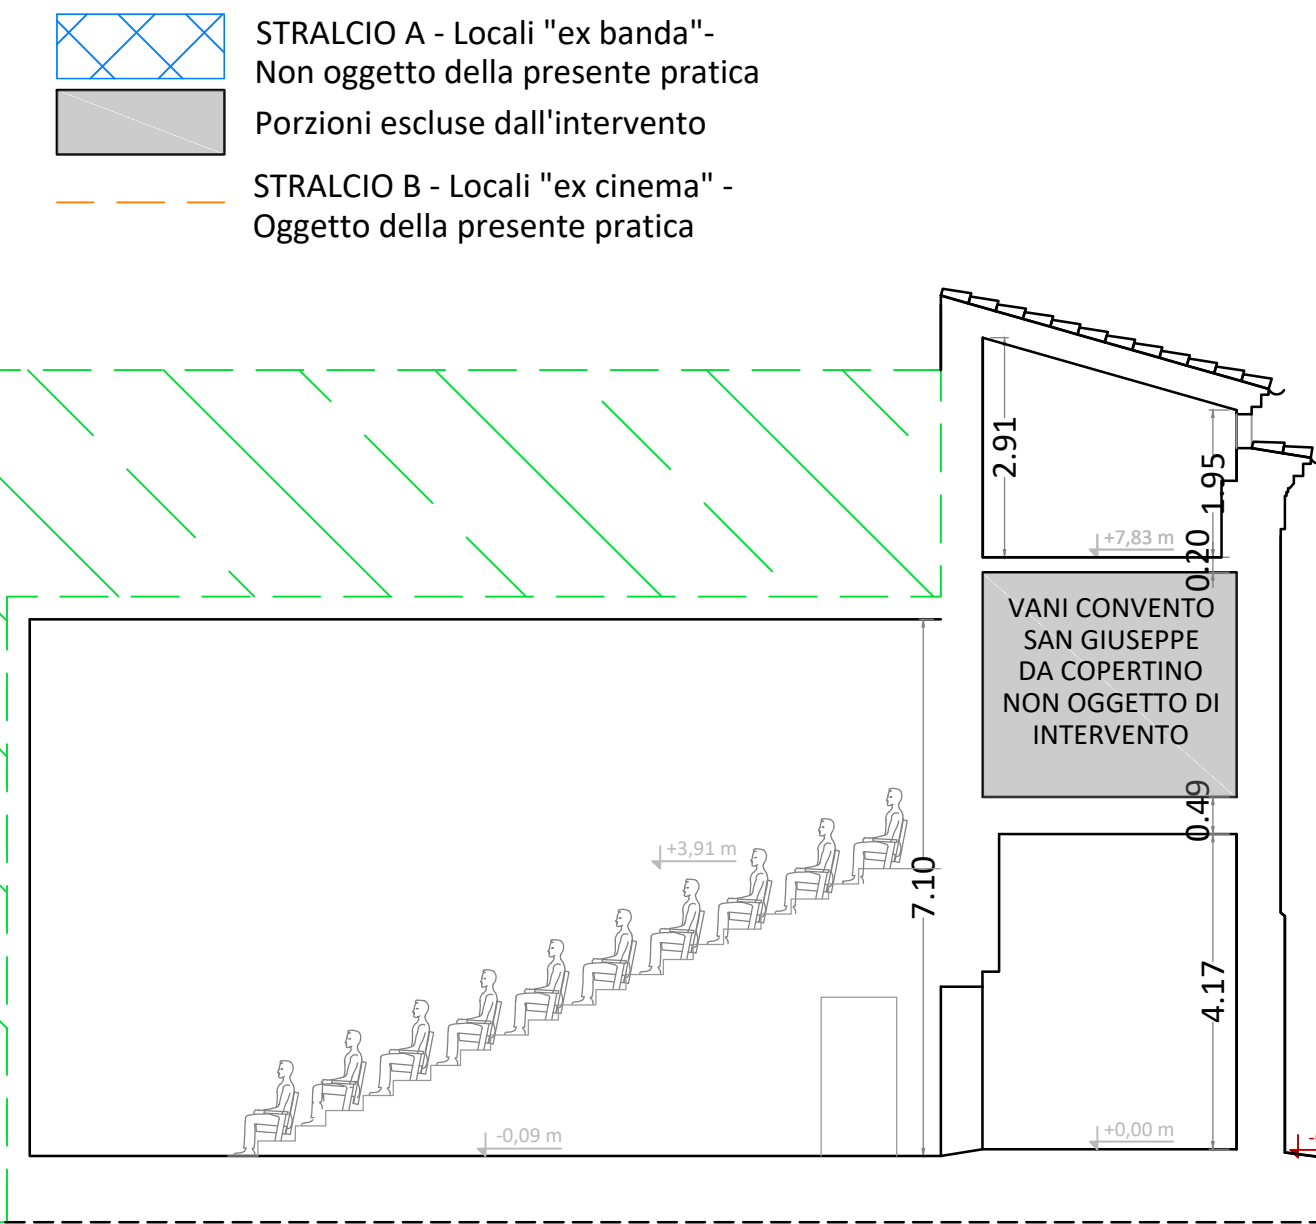 STRALCIO A - Locali "ex banda"-
Non oggetto della presente pratica
Porzioni escluse dall'intervento
STRALCIO B - Locali "ex cinema" -
Oggetto della presente pratica
2.91
1.95
+7,83 m
0.20
VANI CONVENTO
SAN GIUSEPPE
DA COPERTINO
NON OGGETTO DI
INTERVENTO
0.49
+3,91 m
7.10
4.17
-0,09 m
+0,00 m